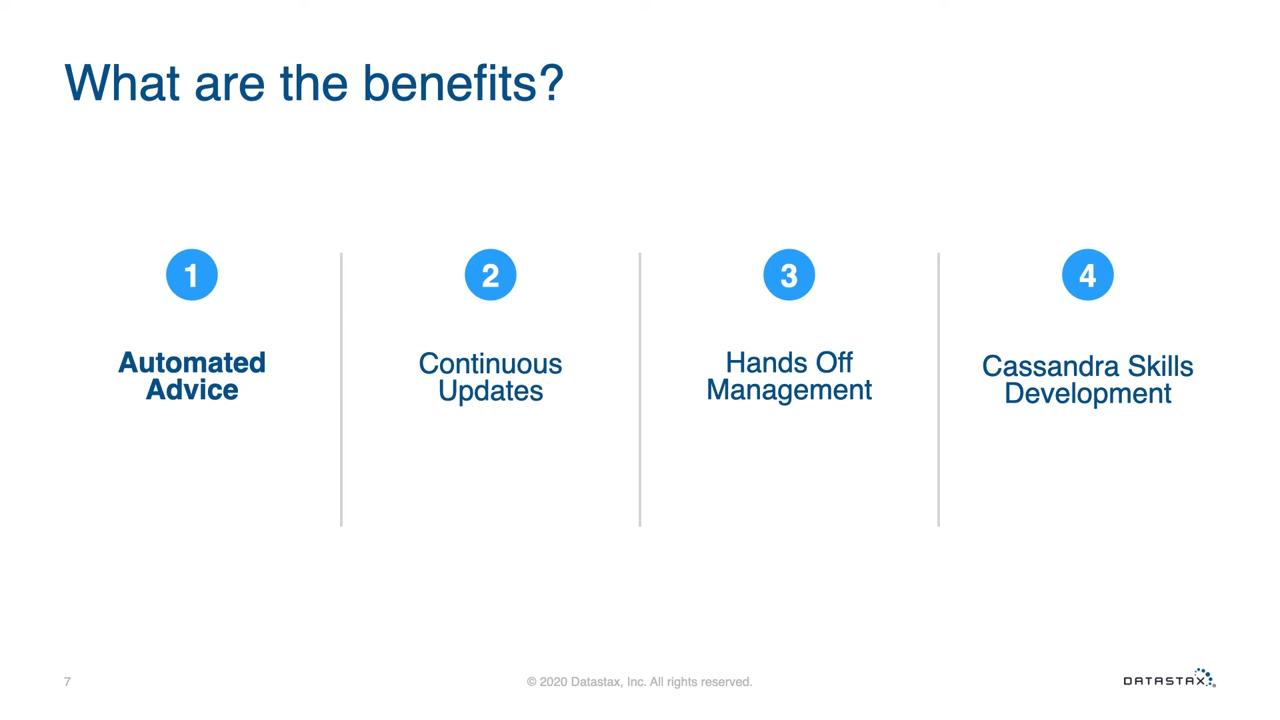 What are the benefits?
1
Automated
Advice
2
Continuous
Updates
3
Hands Off
Management
4
Cassandra Skills
Development
7
© 2020 Datastax, Inc. All rights reserved.
DATASTAX